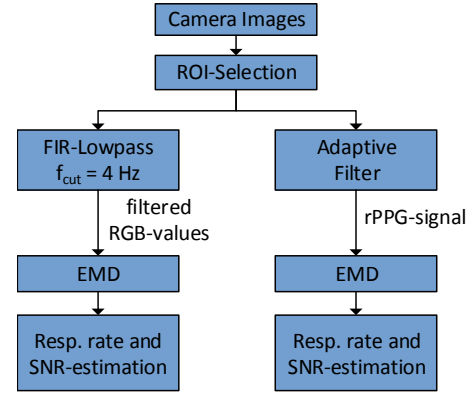 Camera Images
ROI-Selection
FIR-Lowpass
f_cut = 4 Hz
Adaptive
Filter
filtered
RGB-values
rPPG-signal
EMD
EMD
Resp. rate and
SNR-estimation
Resp. rate and
SNR-estimation